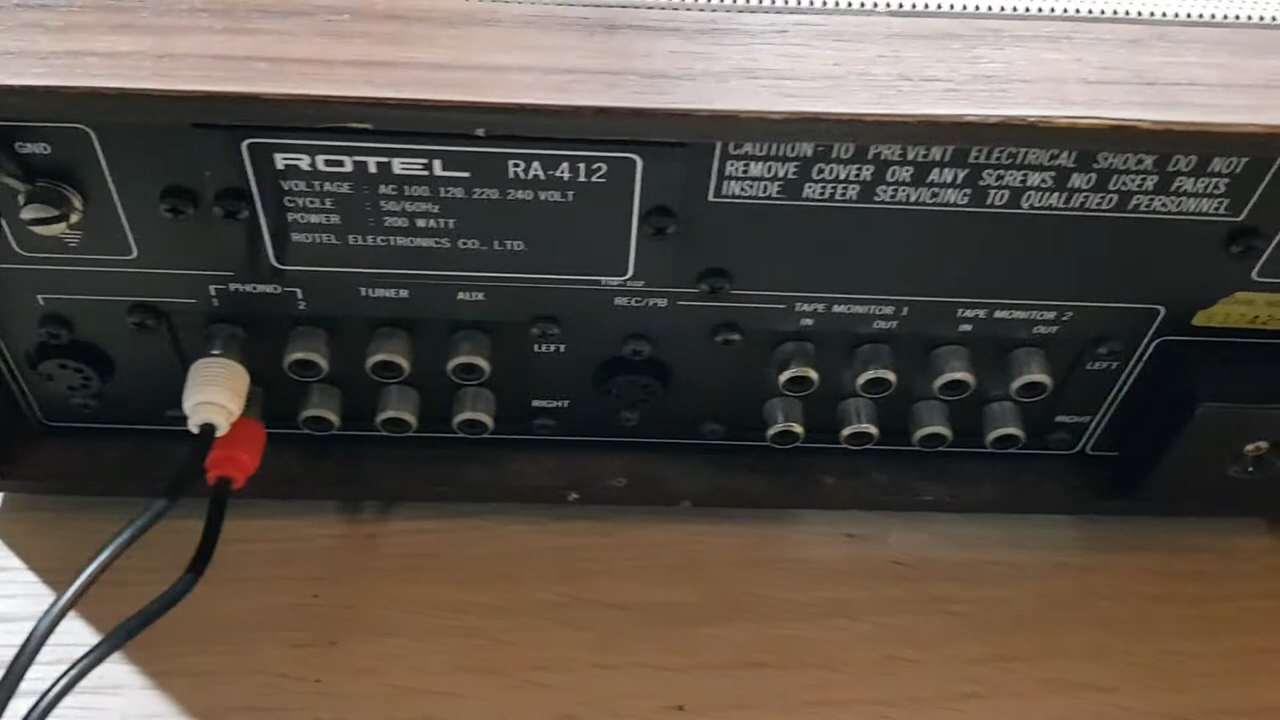 GND
ROTEL RA-412
VOLTAGE : AC 100. 120. 220. 240 VOLT
CYCLE : 50/60Hz
POWER : 200 WATT
ROTEL ELECTRONICS CO., LTD.
CAUTION-TO PREVENT ELECTRICAL SHOCK, DO NOT
REMOVE COVER OR ANY SCREWS. NO USER PARTS
INSIDE. REFER SERVICING TO QUALIFIED PERSONNEL.
PHONO
1 2
TUNER
AUX
LEFT
RIGHT
REC/PB
TAPE MONITOR 1
IN OUT
TAPE MONITOR 2
IN OUT
LEFT
RIGHT